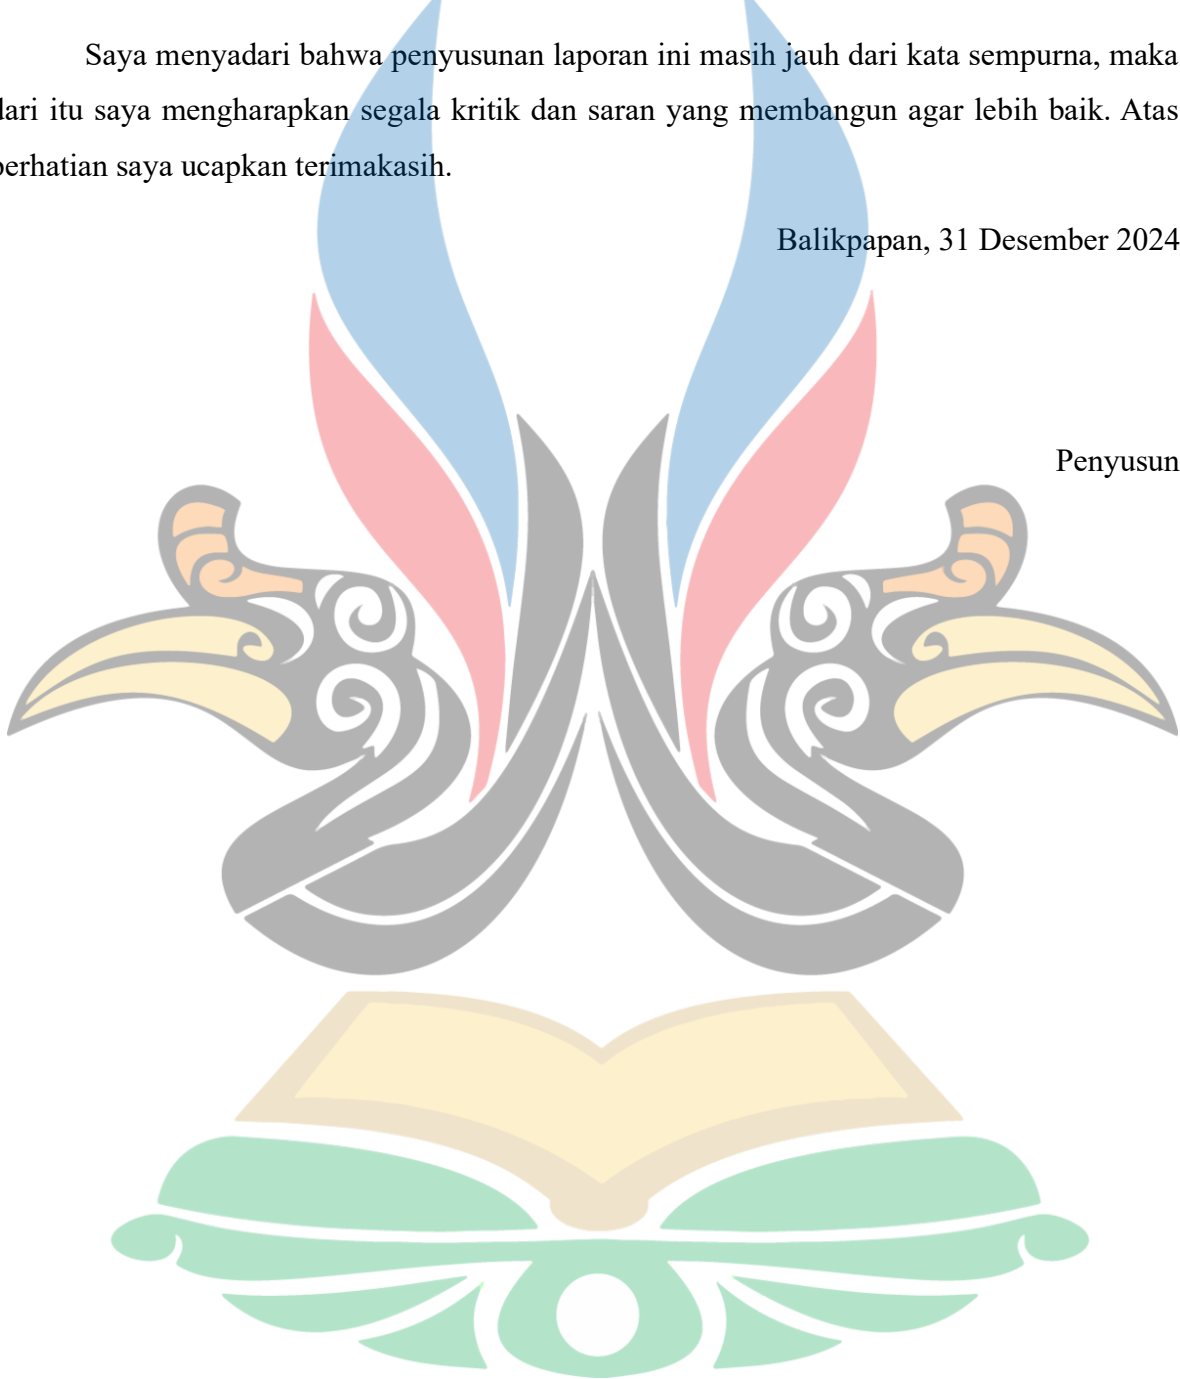 Saya menyadari bahwa penyusunan laporan ini masih jauh dari kata sempurna, maka
dari itu saya mengharapkan segala kritik dan saran yang membangun agar lebih baik. Atas
perhatian saya ucapkan terimakasih.
Balikpapan, 31 Desember 2024
Penyusun